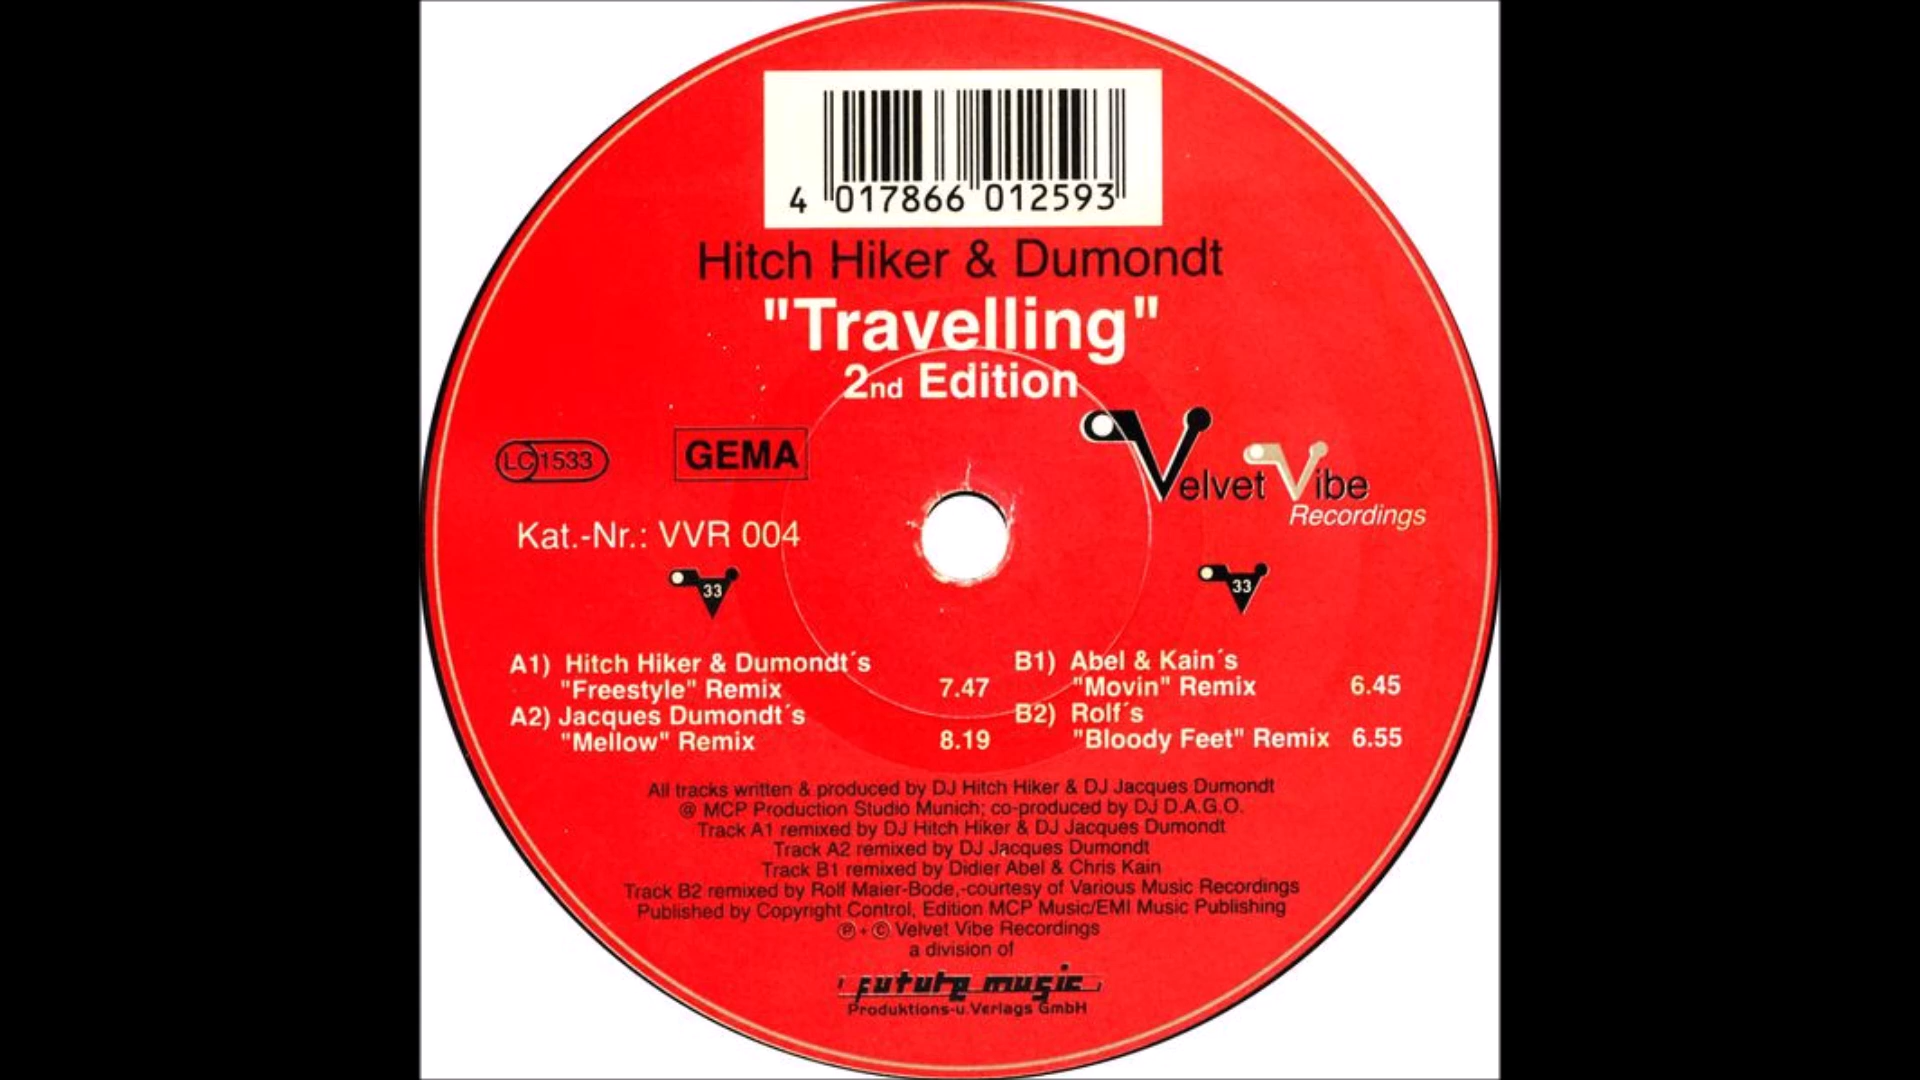 4 017866 012593
Hitch Hiker & Dumondt
"Travelling"
2nd Edition
LC 1533
GEMA
Velvet Vibe
Recordings
Kat.-Nr.: VVR 004
33
33
A1) Hitch Hiker & Dumondt´s
"Freestyle" Remix 7.47
A2) Jacques Dumondt´s
"Mellow" Remix 8.19
B1) Abel & Kain´s
"Movin" Remix 6.45
B2) Rolf´s
"Bloody Feet" Remix 6.55
All tracks written & produced by DJ Hitch Hiker & DJ Jacques Dumondt
@ MCP Production Studio Munich; co-produced by DJ D.A.G.O.
Track A1 remixed by DJ Hitch Hiker & DJ Jacques Dumondt
Track A2 remixed by DJ Jacques Dumondt
Track B1 remixed by Didier Abel & Chris Kain
Track B2 remixed by Rolf Maier-Bode,-courtesy of Various Music Recordings
Published by Copyright Control, Edition MCP Music/EMI Music Publishing
℗ + © Velvet Vibe Recordings
a division of
future music
Produktions-u.Verlags GmbH